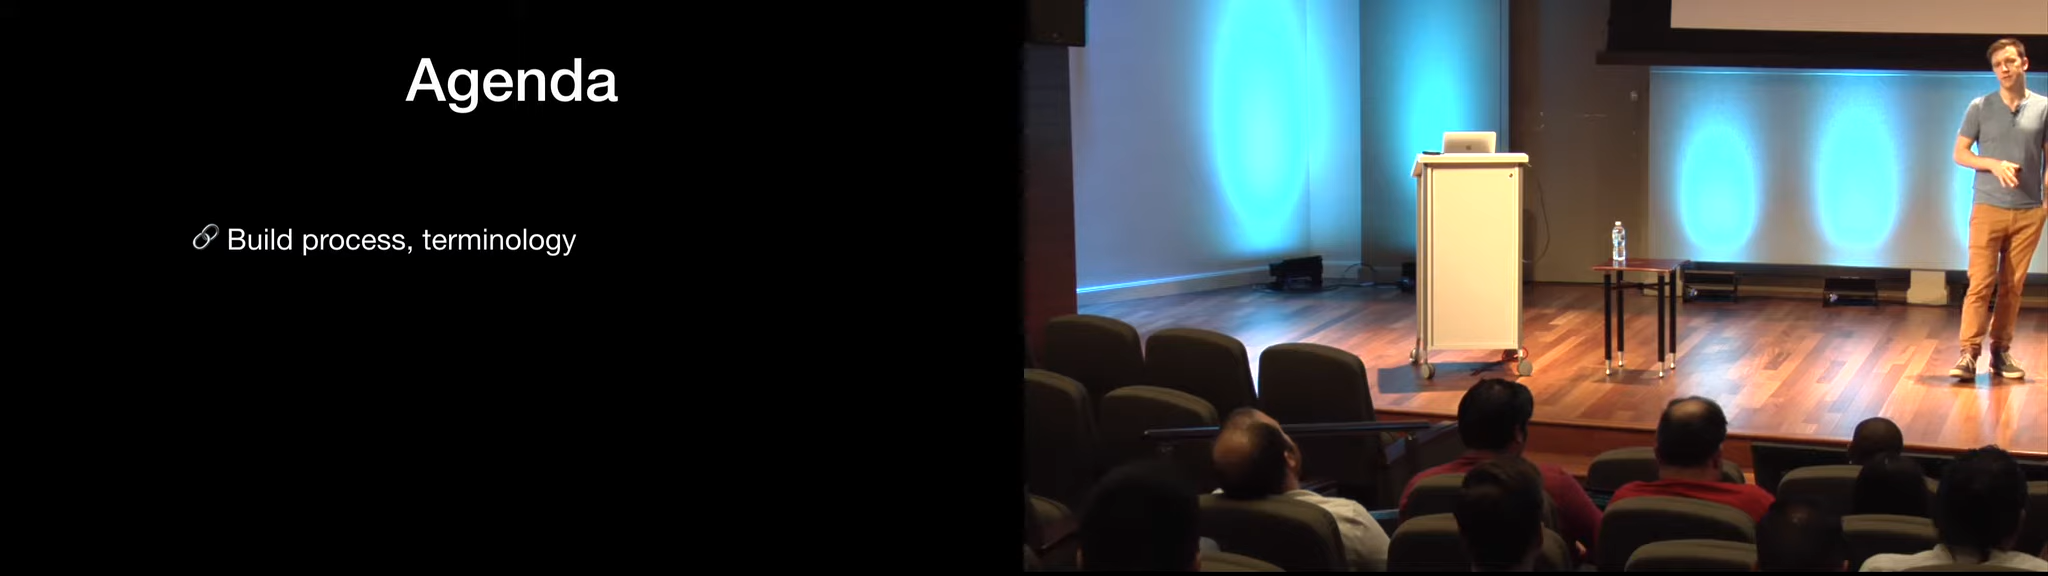 Agenda
🔗 Build process, terminology